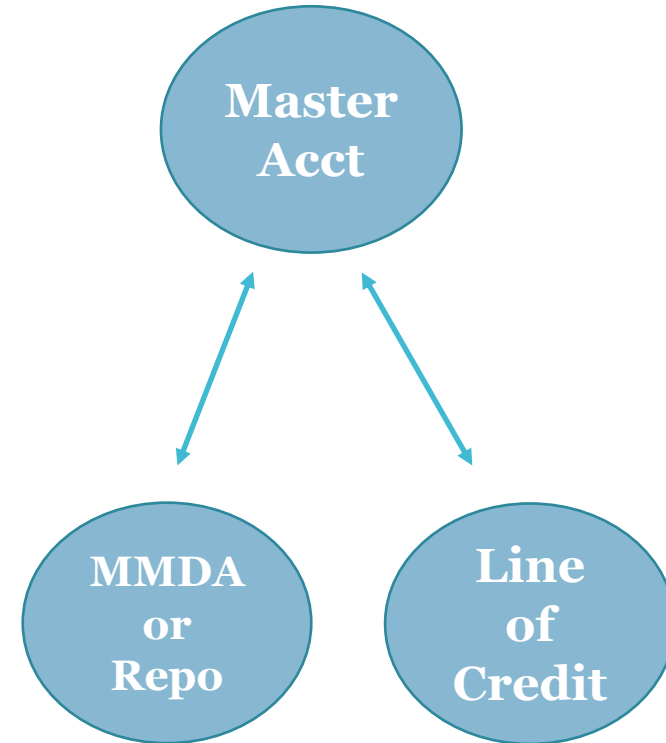 Master
Acct
MMDA
or
Repo
Line
of
Credit